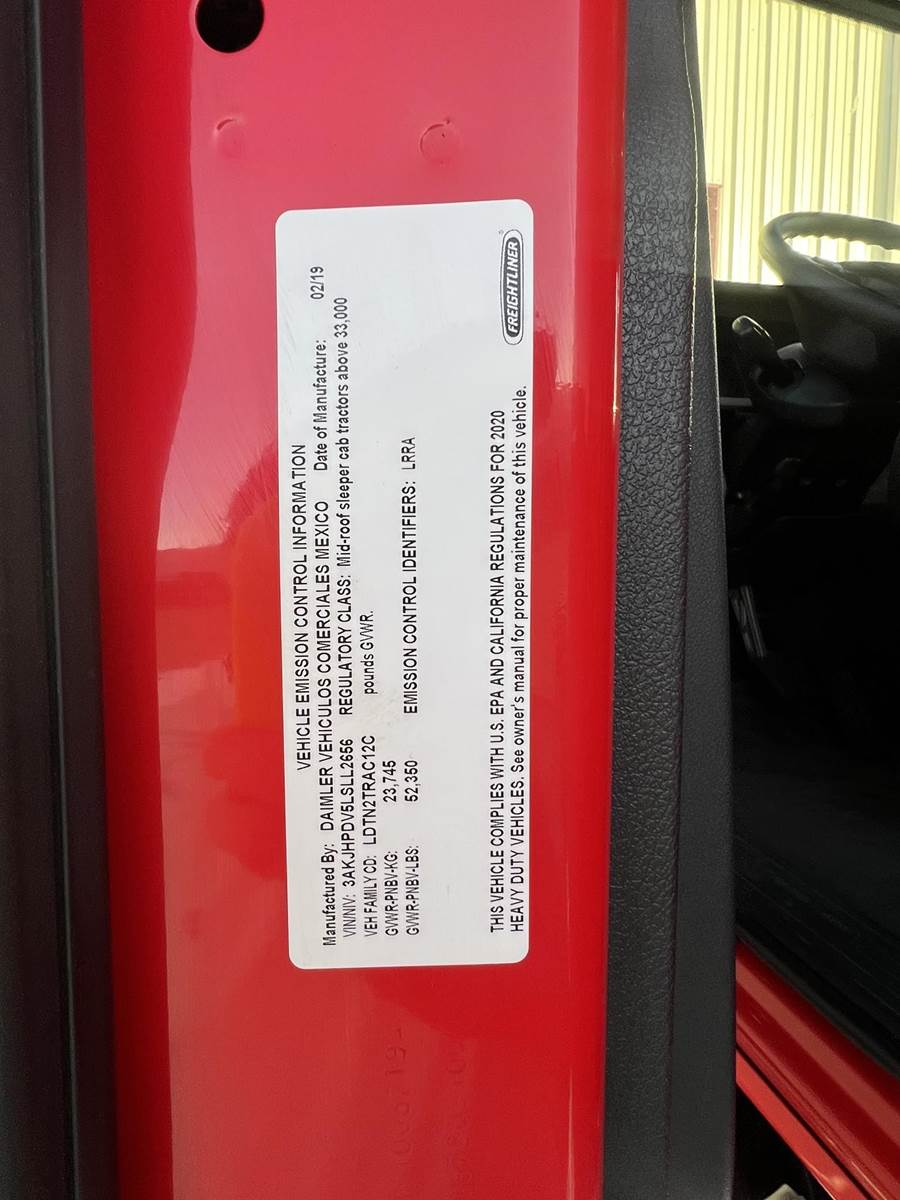 VEHICLE EMISSION CONTROL INFORMATION
Manufactured By: DAIMLER VEHICULOS COMERCIALES MEXICO Date of Manufacture: 02/19
VIN/NIV: 3AKJHPDV5LSLL2656 REGULATORY CLASS: Mid-roof sleeper cab tractors above 33,000
VEH FAMILY CD: LDTN2TRAC12C pounds GVWR.
GVWR-PNBV-KG: 23,745
GVWR-PNBV-LBS: 52,350 EMISSION CONTROL IDENTIFIERS: LRRA
THIS VEHICLE COMPLIES WITH U.S. EPA AND CALIFORNIA REGULATIONS FOR 2020
HEAVY DUTY VEHICLES. See owner's manual for proper maintenance of this vehicle.
FREIGHTLINER